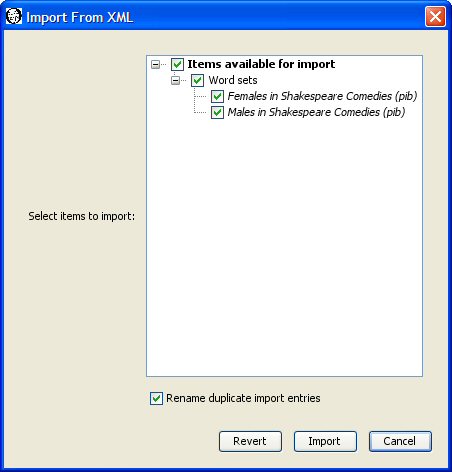 Import From XML
Items available for import
Word sets
Females in Shakespeare Comedies (pib)
Males in Shakespeare Comedies (pib)
Select items to import:
Rename duplicate import entries
Revert
Import
Cancel